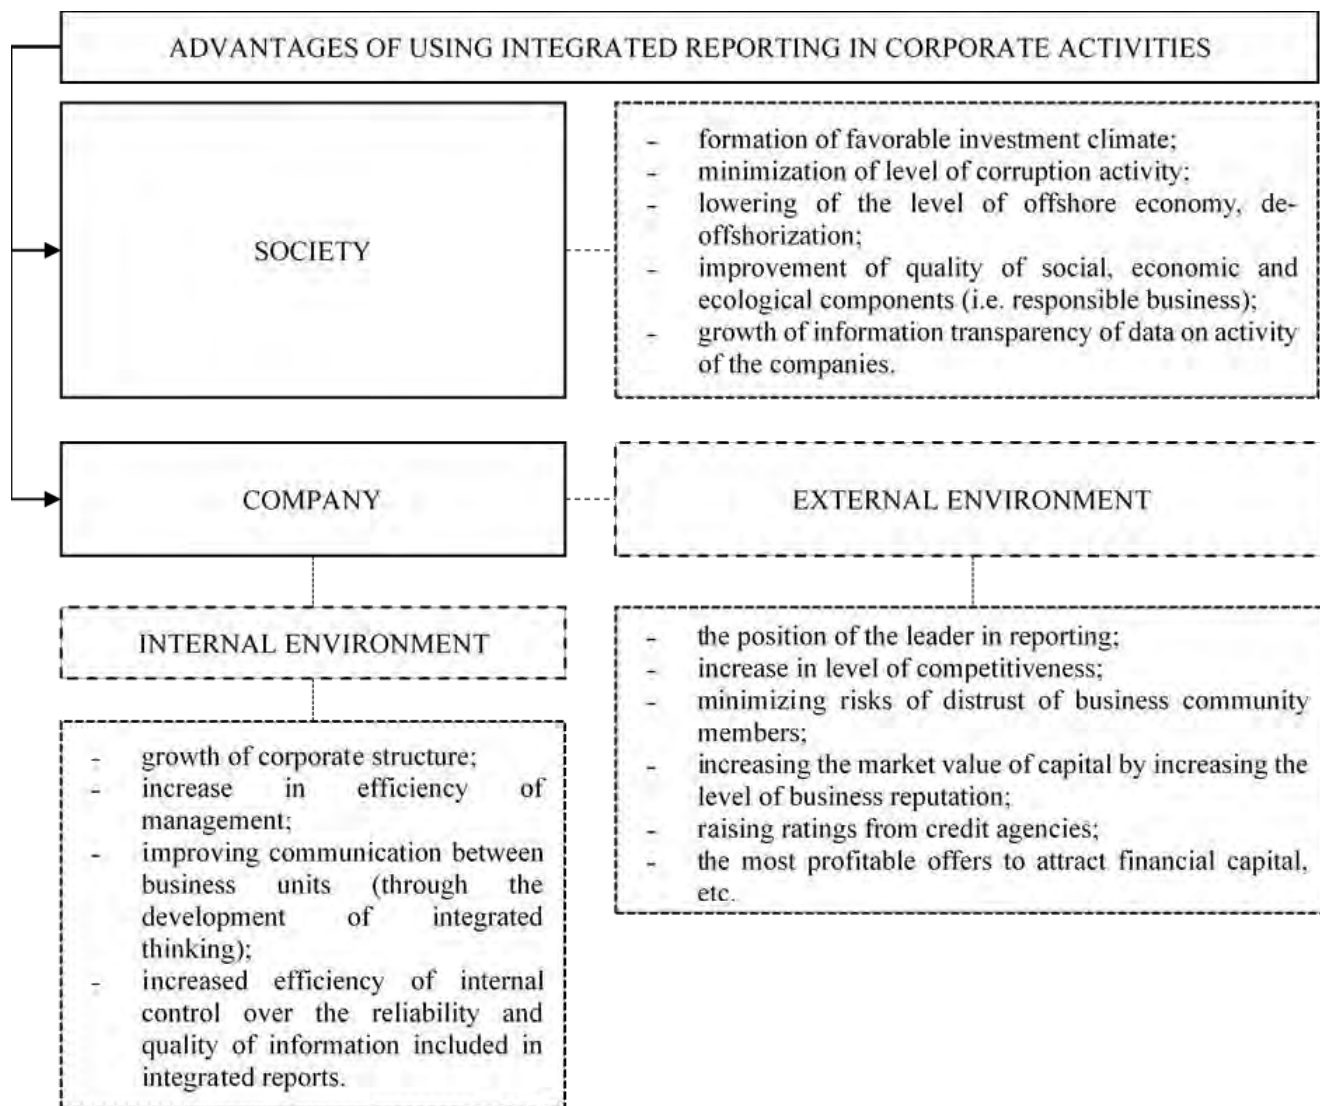 ADVANTAGES OF USING INTEGRATED REPORTING IN CORPORATE ACTIVITIES
SOCIETY
- formation of favorable investment climate;
- minimization of level of corruption activity;
- lowering of the level of offshore economy, de-
offshorization;
- improvement of quality of social, economic and
ecological components (i.e. responsible business);
- growth of information transparency of data on activity
of the companies.
COMPANY
EXTERNAL ENVIRONMENT
INTERNAL ENVIRONMENT
- growth of corporate structure;
- increase in efficiency of
management;
- improving communication between
business units (through the
development of integrated
thinking);
- increased efficiency of internal
control over the reliability and
quality of information included in
integrated reports.
- the position of the leader in reporting;
- increase in level of competitiveness;
- minimizing risks of distrust of business community
members;
- increasing the market value of capital by increasing the
level of business reputation;
- raising ratings from credit agencies;
- the most profitable offers to attract financial capital,
etc.